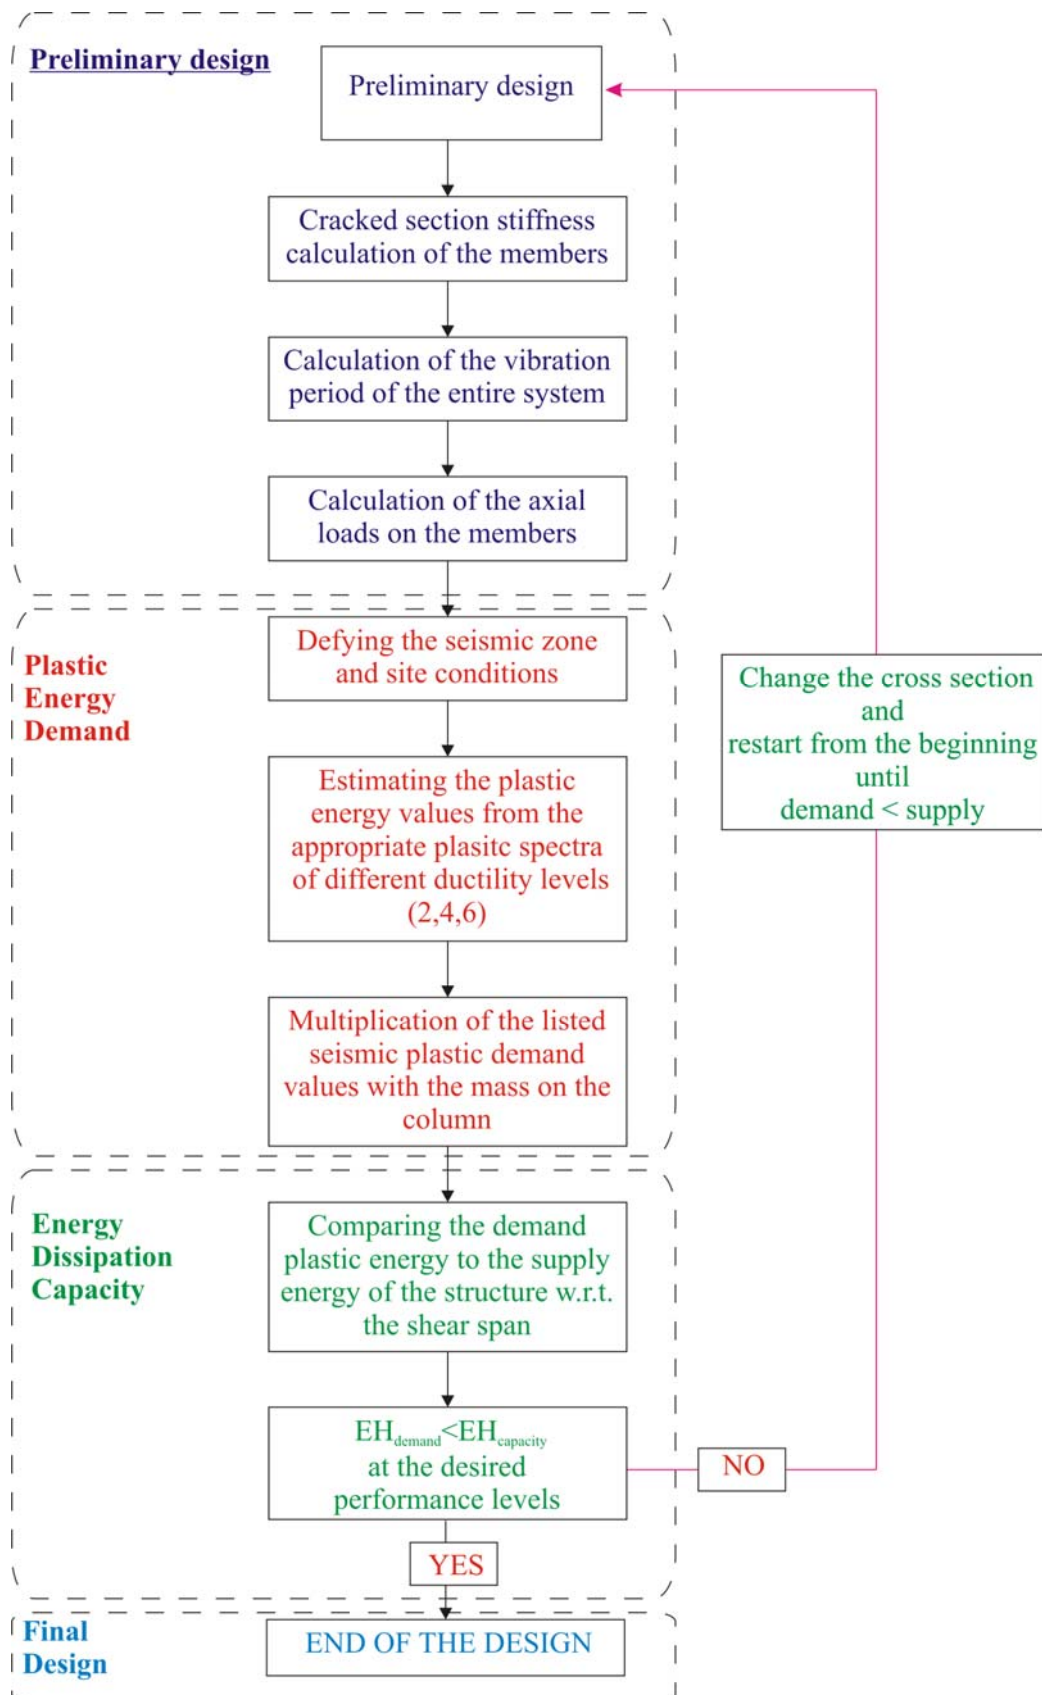 Preliminary design
Preliminary design
Cracked section stiffness
calculation of the members
Calculation of the vibration
period of the entire system
Calculation of the axial
loads on the members
Plastic
Energy
Demand
Defying the seismic zone
and site conditions
Estimating the plastic
energy values from the
appropriate plasitc spectra
of different ductility levels
(2,4,6)
Multiplication of the listed
seismic plastic demand
values with the mass on the
column
Change the cross section
and
restart from the beginning
until
demand < supply
Energy
Dissipation
Capacity
Comparing the demand
plastic energy to the supply
energy of the structure w.r.t.
the shear span
EHdemand<EHcapacity
at the desired
performance levels
NO
YES
Final
Design
END OF THE DESIGN